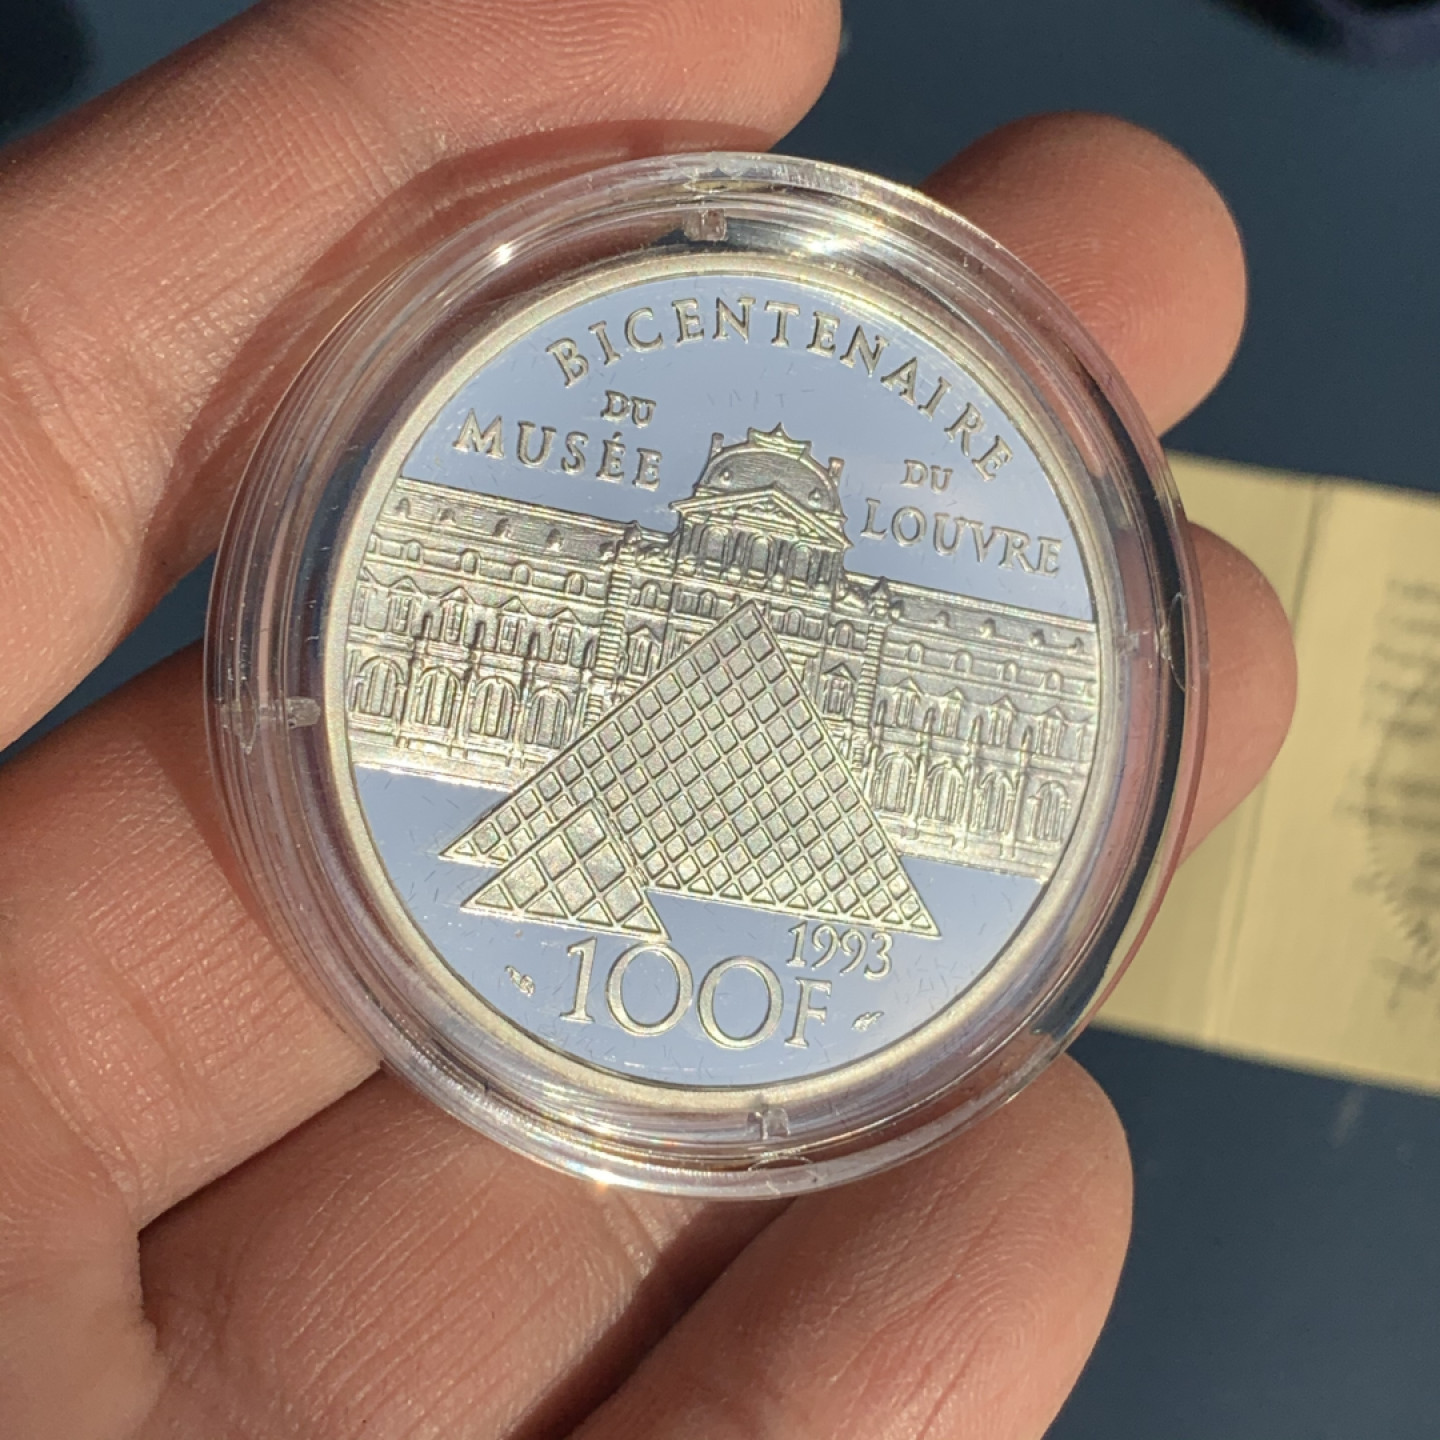 BICENTENAIRE
DU
MUSÉE
DU
LOUVRE
1993
100F